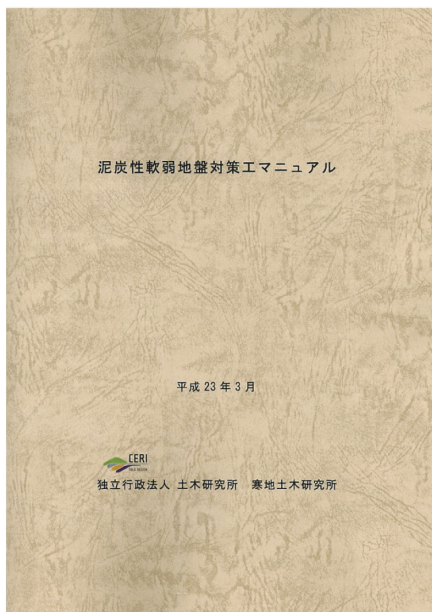 泥炭性軟弱地盤対策工マニュアル
平成 23 年 3 月
CERI
独立行政法人 土木研究所 寒地土木研究所